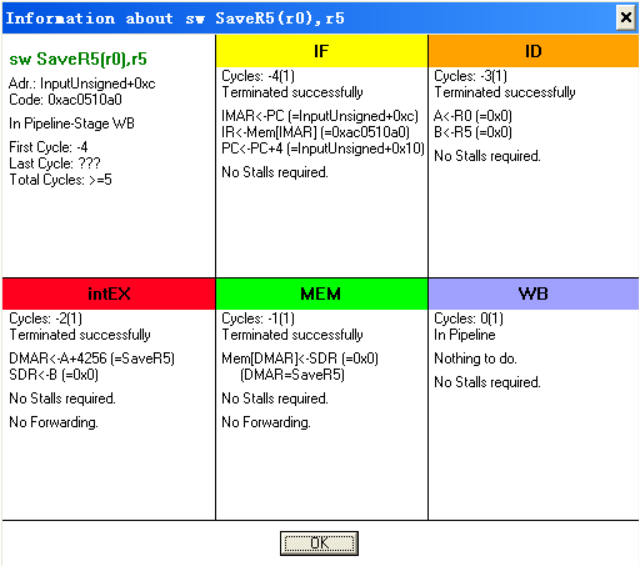 Information about sw SaveR5(r0),r5
sw SaveR5(r0),r5
Adr.: InputUnsigned+0xc
Code: 0xac0510a0
In Pipeline-Stage WB
First Cycle: -4
Last Cycle: ???
Total Cycles: >=5
IF
Cycles: -4(1)
Terminated successfully
IMAR<-PC (=InputUnsigned+0xc)
IR<-Mem[IMAR] (=0xac0510a0)
PC<-PC+4 (=InputUnsigned+0x10)
No Stalls required.
ID
Cycles: -3(1)
Terminated successfully
A<-R0 (=0x0)
B<-R5 (=0x0)
No Stalls required.
intEX
Cycles: -2(1)
Terminated successfully
DMAR<-A+4256 (=SaveR5)
SDR<-B (=0x0)
No Stalls required.
No Forwarding.
MEM
Cycles: -1(1)
Terminated successfully
Mem[DMAR]<-SDR (=0x0)
(DMAR=SaveR5)
No Stalls required.
No Forwarding.
WB
Cycles: 0(1)
In Pipeline
Nothing to do.
No Stalls required.
OK